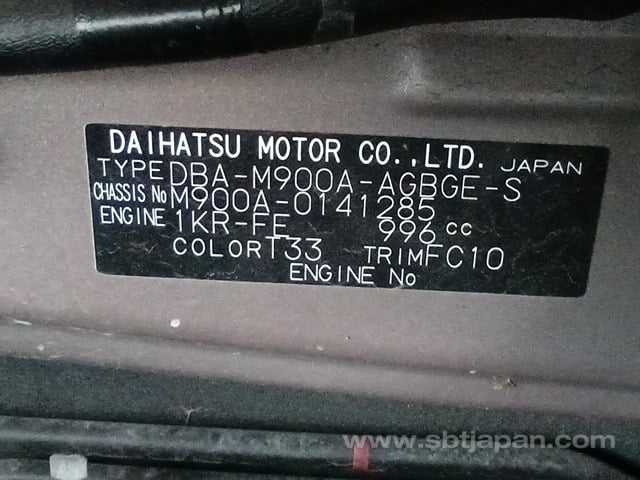 DAIHATSU MOTOR CO.,LTD. JAPAN
TYPE DBA-M900A-AGBGE-S
CHASSIS No M900A-0141285
ENGINE 1KR-FE 996 cc
COLOR T33 TRIM FC10
ENGINE No
www.sbtjapan.com